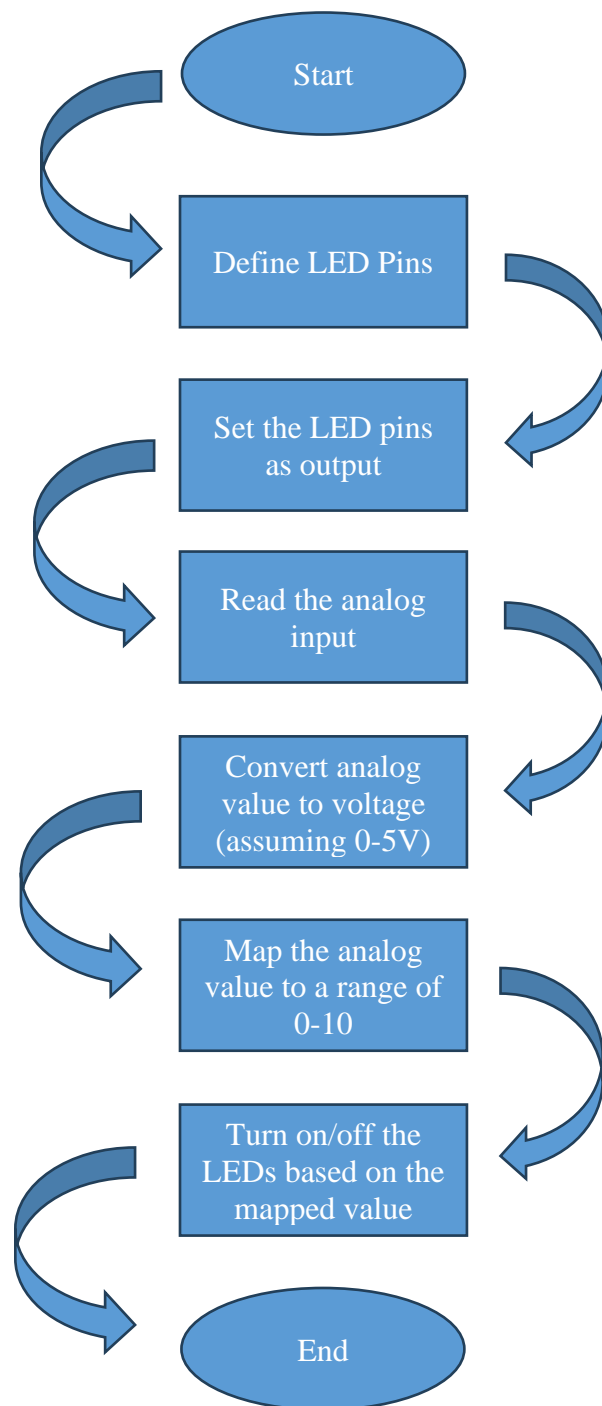 Start
Define LED Pins
Set the LED pins
as output
Read the analog
input
Convert analog
value to voltage
(assuming 0-5V)
Map the analog
value to a range of
0-10
Turn on/off the
LEDs based on the
mapped value
End